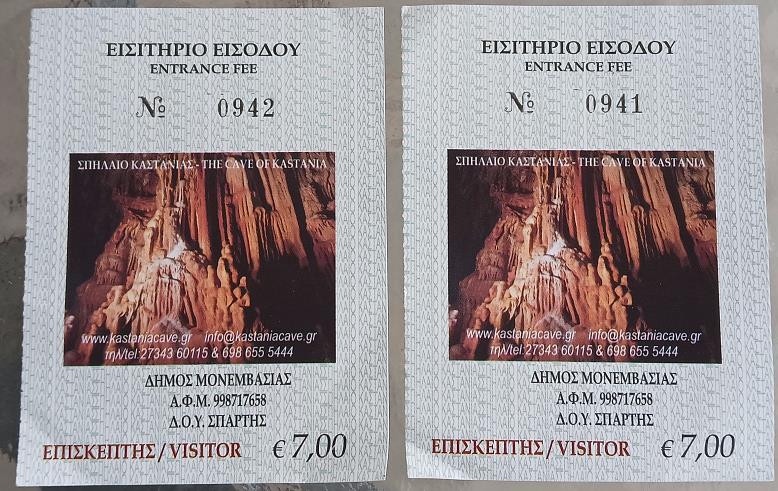 ΕΙΣΙΤΗΡΙΟ ΕΙΣΟΔΟΥ
ENTRANCE FEE
№ 0942
ΣΠΗΛΑΙΟ ΚΑΣΤΑΝΙΑΣ - THE CAVE OF KASTANIA
www.kastaniacave.gr info@kastaniacave.gr
τηλ/tel:27343 60115 & 698 655 5444
ΔΗΜΟΣ ΜΟΝΕΜΒΑΣΙΑΣ
Α.Φ.Μ. 998717658
Δ.Ο.Υ. ΣΠΑΡΤΗΣ
ΕΠΙΣΚΕΠΤΗΣ / VISITOR € 7,00
ΕΙΣΙΤΗΡΙΟ ΕΙΣΟΔΟΥ
ENTRANCE FEE
№ 0941
ΣΠΗΛΑΙΟ ΚΑΣΤΑΝΙΑΣ - THE CAVE OF KASTANIA
www.kastaniacave.gr info@kastaniacave.gr
τηλ/tel:27343 60115 & 698 655 5444
ΔΗΜΟΣ ΜΟΝΕΜΒΑΣΙΑΣ
Α.Φ.Μ. 998717658
Δ.Ο.Υ. ΣΠΑΡΤΗΣ
ΕΠΙΣΚΕΠΤΗΣ / VISITOR € 7,00